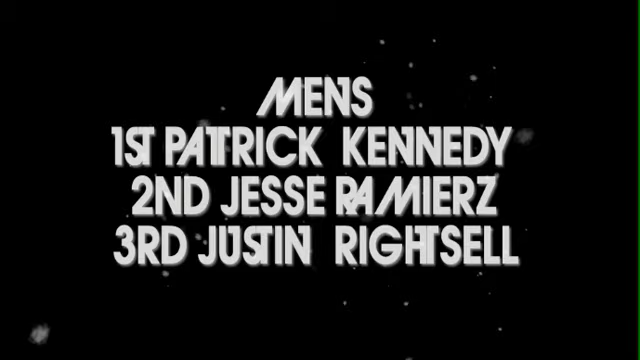 MENS
1ST PATRICK KENNEDY
2ND JESSE RAMIERZ
3RD JUSTIN RIGHTSELL